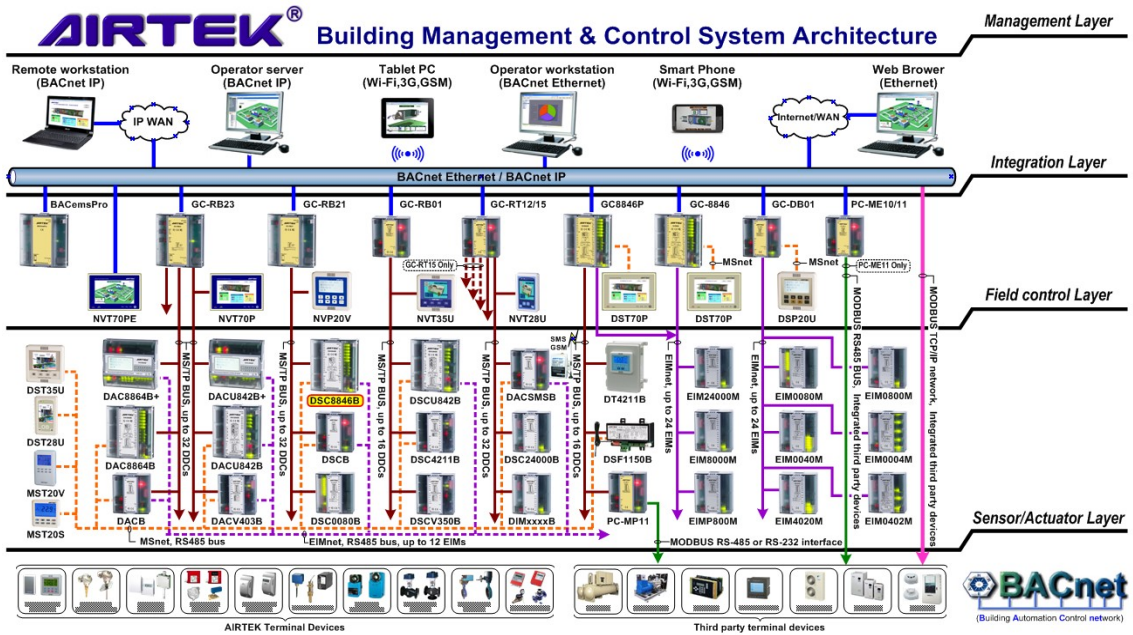 AIRTEK®
Building Management & Control System Architecture
Management Layer
Remote workstation
(BACnet IP)
Operator server
(BACnet IP)
Tablet PC
(Wi-Fi,3G,GSM)
Operator workstation
(BACnet Ethernet)
Smart Phone
(Wi-Fi,3G,GSM)
Web Brower
(Ethernet)
IP WAN
Internet/WAN
Integration Layer
BACnet Ethernet / BACnet IP
BACemsPro
GC-RB23
GC-RB21
GC-RB01
GC-RT12/15
GC8846P
GC-8846
GC-DB01
PC-ME10/11
GC-RT15 Only
MSnet
MSnet
PC-ME11 Only
NVT70PE
NVT70P
NVP20V
NVT35U
NVT28U
DST70P
DST70P
DSP20U
Field control Layer
MS/TP BUS, up to 32 DDCs
MS/TP BUS, up to 32 DDCs
MS/TP BUS, up to 16 DDCs
MS/TP BUS, up to 32 DDCs
MS/TP BUS, up to 16 DDCs
EIMnet, up to 24 EIMs
EIMnet, up to 24 EIMs
MODBUS RS485 BUS, Integrated third party devices
MODBUS TCP/IP network, Integrated third party devices
SMS
GSM
DST35U
DAC8864B+
DACU842B+
DSC8846B
DSCU842B
DACSMSB
DT4211B
EIM24000M
EIM0080M
EIM0800M
DST28U
DAC8864B
DACU842B
DSCB
DSC4211B
DSC24000B
DSF1150B
EIM8000M
EIM0040M
EIM0004M
MST20V
MST20S
DACB
DACV403B
DSC0080B
DSCV350B
DIMxxxxB
PC-MP11
EIMP800M
EIM4020M
EIM0402M
Sensor/Actuator Layer
MSnet, RS485 bus
EIMnet, RS485 bus, up to 12 EIMs
MODBUS RS-485 or RS-232 interface
AIRTEK Terminal Devices
Third party terminal devices
BACnet
(Building Automation Control network)